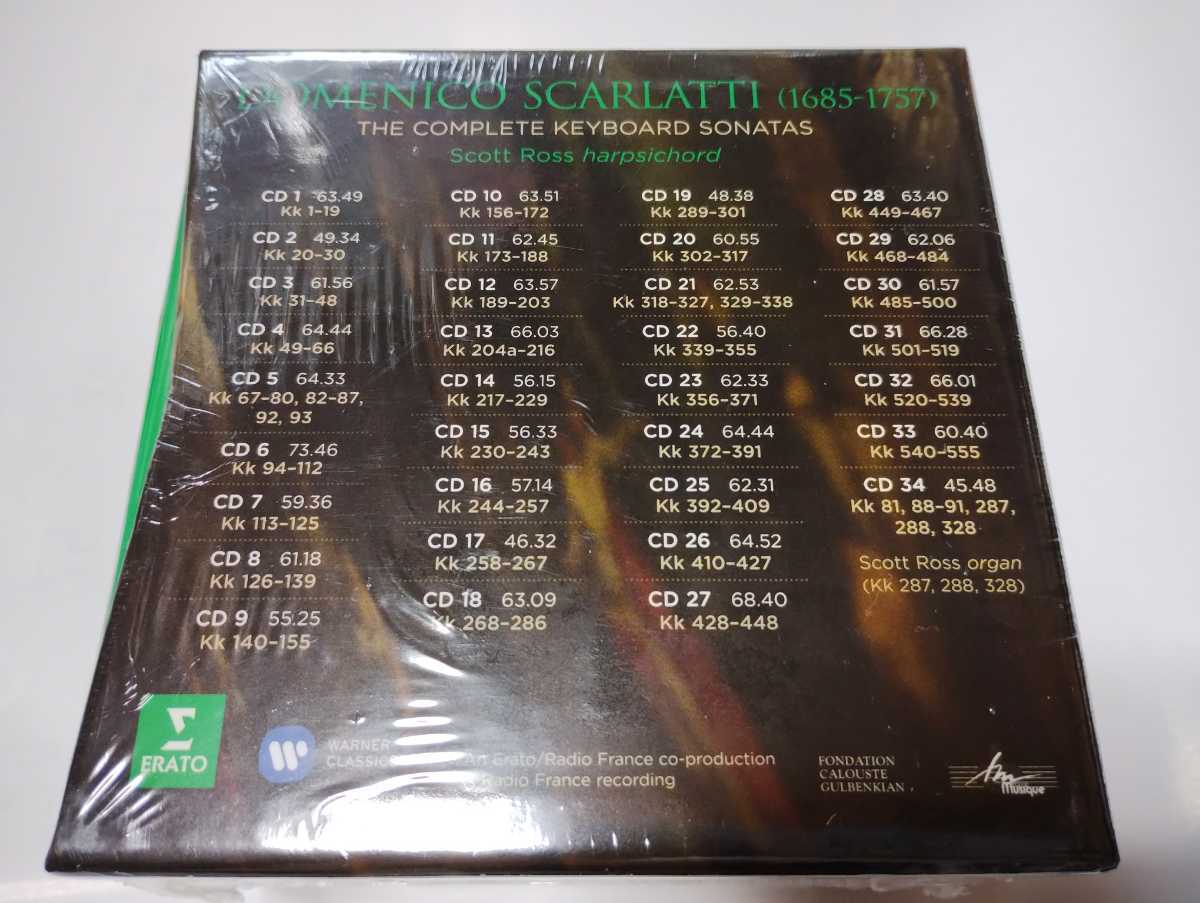 DOMENICO SCARLATTI (1685-1757)
THE COMPLETE KEYBOARD SONATAS
Scott Ross harpsichord
CD 1 63.49
Kk 1-19
CD 2 49.34
Kk 20-30
CD 3 61.56
Kk 31-48
CD 4 64.44
Kk 49-66
CD 5 64.33
Kk 67-80, 82-87,
92, 93
CD 6 73.46
Kk 94-112
CD 7 59.36
Kk 113-125
CD 8 61.18
Kk 126-139
CD 9 55.25
Kk 140-155
CD 10 63.51
Kk 156-172
CD 11 62.45
Kk 173-188
CD 12 63.57
Kk 189-203
CD 13 66.03
Kk 204a-216
CD 14 56.15
Kk 217-229
CD 15 56.33
Kk 230-243
CD 16 57.14
Kk 244-257
CD 17 46.32
Kk 258-267
CD 18 63.09
Kk 268-286
CD 19 48.38
Kk 289-301
CD 20 60.55
Kk 302-317
CD 21 62.53
Kk 318-327, 329-338
CD 22 56.40
Kk 339-355
CD 23 62.33
Kk 356-371
CD 24 64.44
Kk 372-391
CD 25 62.31
Kk 392-409
CD 26 64.52
Kk 410-427
CD 27 68.40
Kk 428-448
CD 28 63.40
Kk 449-467
CD 29 62.06
Kk 468-484
CD 30 61.57
Kk 485-500
CD 31 66.28
Kk 501-519
CD 32 66.01
Kk 520-539
CD 33 60.40
Kk 540-555
CD 34 45.48
Kk 81, 88-91, 287,
288, 328
Scott Ross organ
(Kk 287, 288, 328)
ERATO
WARNER
CLASSICS
An Erato/Radio France co-production
Radio France recording
FONDATION
CALOUSTE
GULBENKIAN
fm
Musique